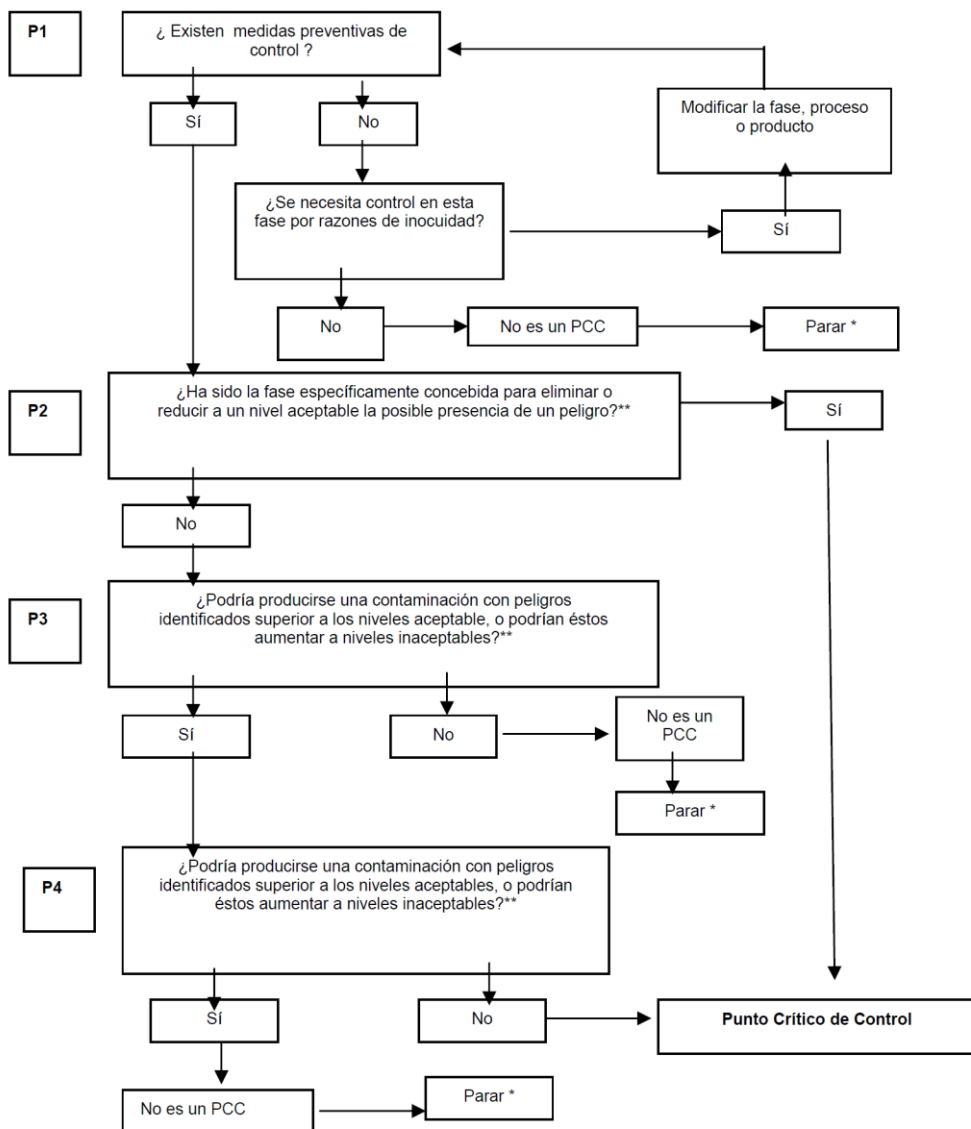 P1
¿ Existen medidas preventivas de
control ?
Modificar la fase, proceso
o producto
Sí
No
¿Se necesita control en esta
fase por razones de inocuidad?
Sí
No
No es un PCC
Parar *
P2
¿Ha sido la fase específicamente concebida para eliminar o
reducir a un nivel aceptable la posible presencia de un peligro?**
Sí
No
P3
¿Podría producirse una contaminación con peligros
identificados superior a los niveles aceptable, o podrían éstos
aumentar a niveles inaceptables?**
Sí
No
No es un
PCC
Parar *
P4
¿Podría producirse una contaminación con peligros
identificados superior a los niveles aceptables, o podrían
éstos aumentar a niveles inaceptables?**
Sí
No
Punto Crítico de Control
No es un PCC
Parar *